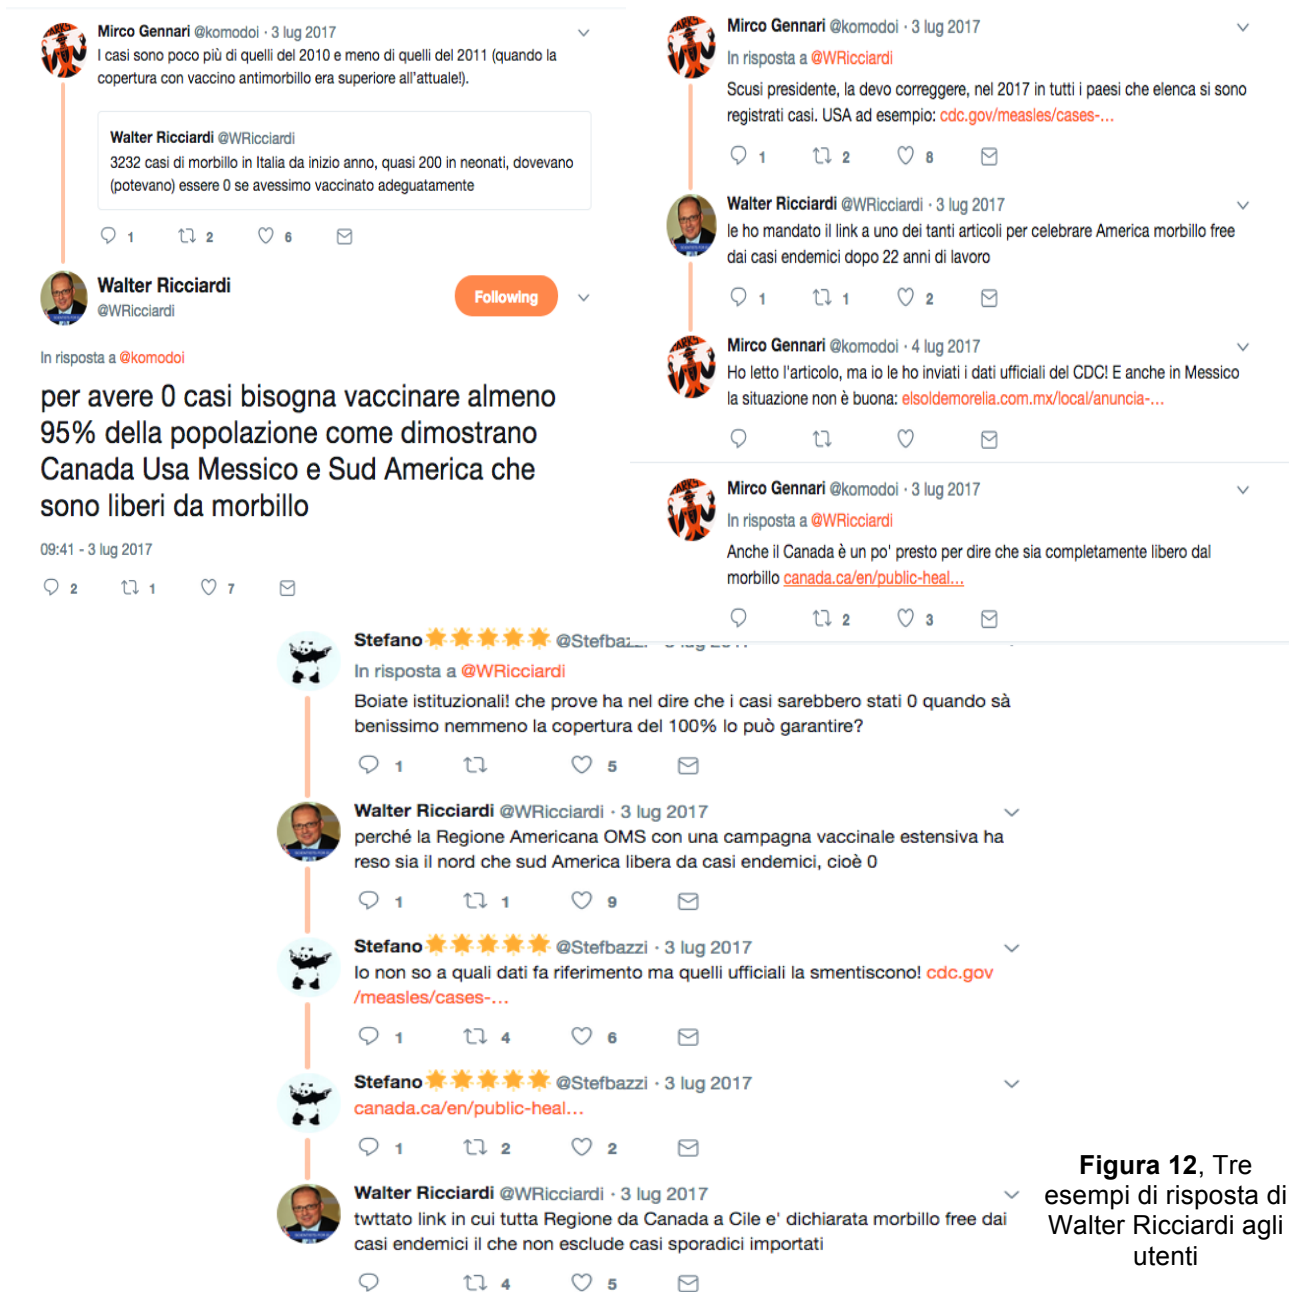 Mirco Gennari @komodoi · 3 lug 2017
I casi sono poco più di quelli del 2010 e meno di quelli del 2011 (quando la
copertura con vaccino antimorbillo era superiore all'attuale!).
Walter Ricciardi @WRicciardi
3232 casi di morbillo in Italia da inizio anno, quasi 200 in neonati, dovevano
(potevano) essere 0 se avessimo vaccinato adeguatamente
1 2 6
Walter Ricciardi
@WRicciardi
Following
In risposta a @komodoi
per avere 0 casi bisogna vaccinare almeno
95% della popolazione come dimostrano
Canada Usa Messico e Sud America che
sono liberi da morbillo
09:41 - 3 lug 2017
2 1 7
Mirco Gennari @komodoi · 3 lug 2017
In risposta a @WRicciardi
Scusi presidente, la devo correggere, nel 2017 in tutti i paesi che elenca si sono
registrati casi. USA ad esempio: cdc.gov/measles/cases-...
1 2 8
Walter Ricciardi @WRicciardi · 3 lug 2017
le ho mandato il link a uno dei tanti articoli per celebrare America morbillo free
dai casi endemici dopo 22 anni di lavoro
1 1 2
Mirco Gennari @komodoi · 4 lug 2017
Ho letto l'articolo, ma io le ho inviati i dati ufficiali del CDC! E anche in Messico
la situazione non è buona: elsoldemorelia.com.mx/local/anuncia-...
Mirco Gennari @komodoi · 3 lug 2017
In risposta a @WRicciardi
Anche il Canada è un po' presto per dire che sia completamente libero dal
morbillo canada.ca/en/public-heal...
2 3
Stefano @Stefbaz
In risposta a @WRicciardi
Boiate istituzionali! che prove ha nel dire che i casi sarebbero stati 0 quando sà
benissimo nemmeno la copertura del 100% lo può garantire?
1 5
Walter Ricciardi @WRicciardi · 3 lug 2017
perché la Regione Americana OMS con una campagna vaccinale estensiva ha
reso sia il nord che sud America libera da casi endemici, cioè 0
1 1 9
Stefano @Stefbazzi · 3 lug 2017
Io non so a quali dati fa riferimento ma quelli ufficiali la smentiscono! cdc.gov
/measles/cases-...
1 4 6
Stefano @Stefbazzi · 3 lug 2017
canada.ca/en/public-heal...
1 2 2
Walter Ricciardi @WRicciardi · 3 lug 2017
twttato link in cui tutta Regione da Canada a Cile e' dichiarata morbillo free dai
casi endemici il che non esclude casi sporadici importati
4 5
Figura 12, Tre
esempi di risposta di
Walter Ricciardi agli
utenti